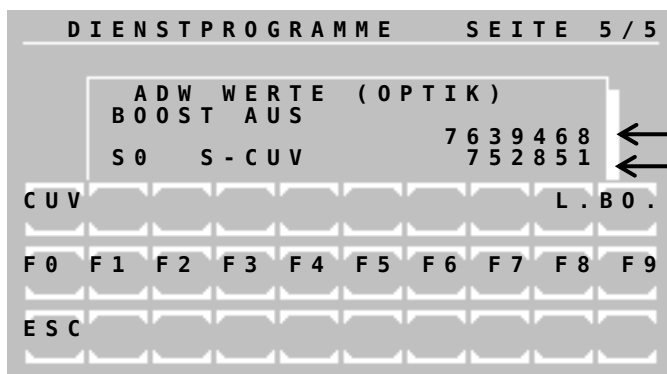 DIENSTPROGRAMME SEITE 5/5
ADW WERTE (OPTIK)
BOOST AUS
7639468
S0 S-CUV 752851
CUV L.BO.
F0 F1 F2 F3 F4 F5 F6 F7 F8 F9
ESC